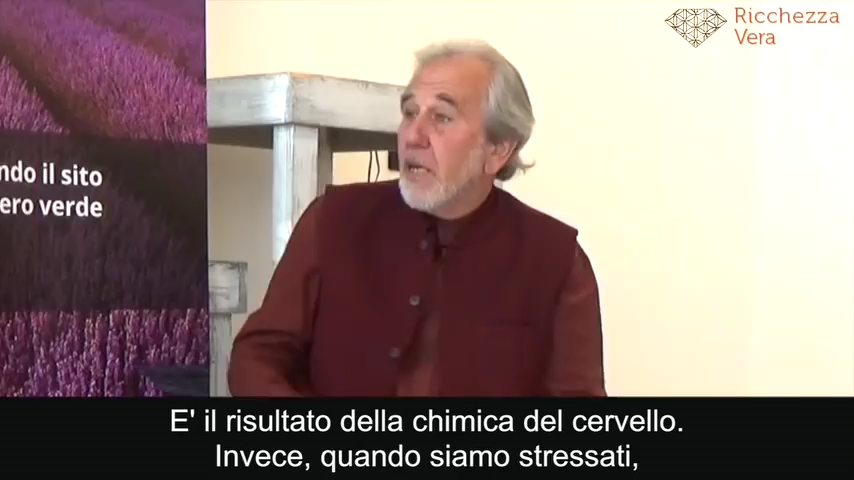 Ricchezza
Vera
ndo il sito
ero verde
E' il risultato della chimica del cervello.
Invece, quando siamo stressati,